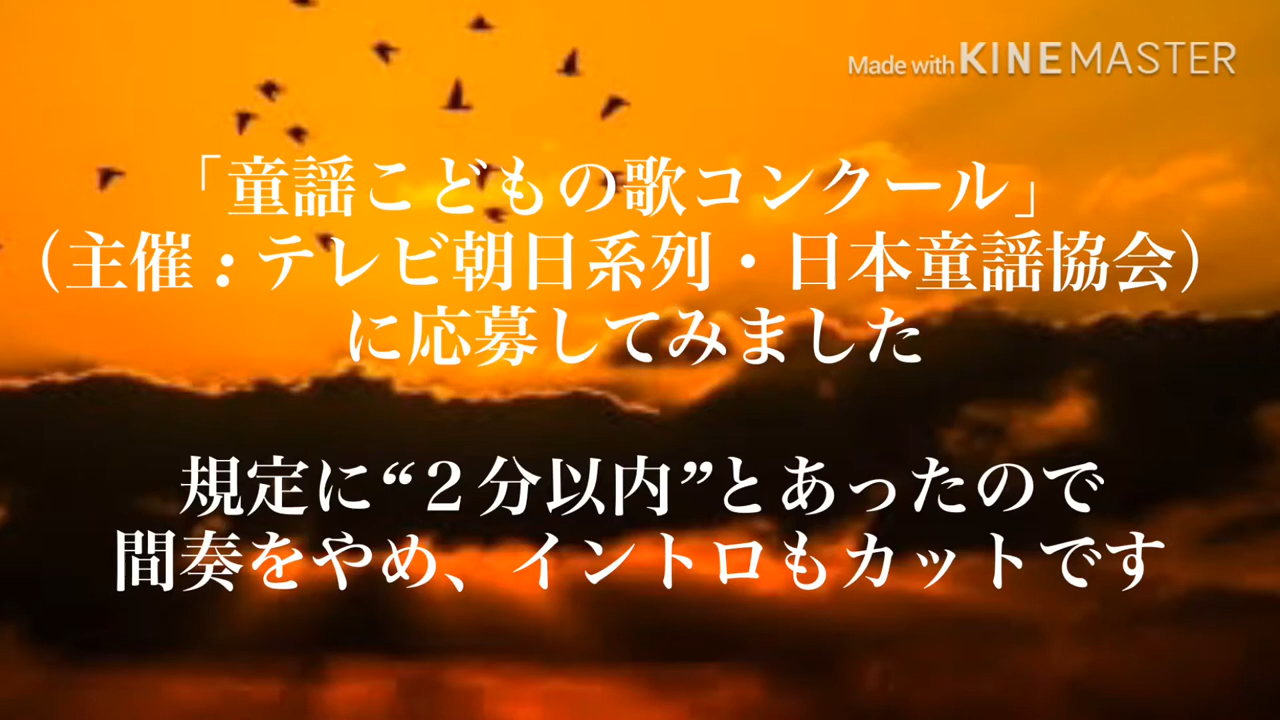 Made with KINEMASTER
「童謡こどもの歌コンクール」
（主催：テレビ朝日系列・日本童謡協会）
に応募してみました
規定に“２分以内”とあったので
間奏をやめ、イントロもカットです